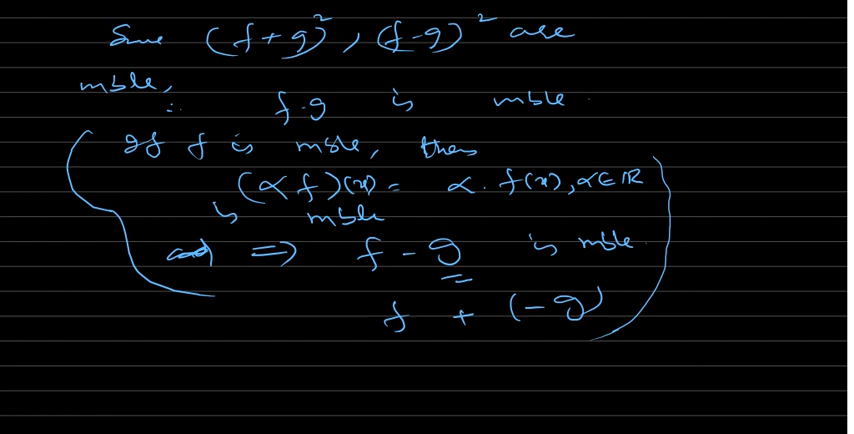 Since (f+g)², (f-g)² are
mble,
∴ f.g is mble.
If f is mble, then
(αf)(x) = α. f(x), α∈ℝ
is mble
⇒ f - g is mble.
f + (-g)